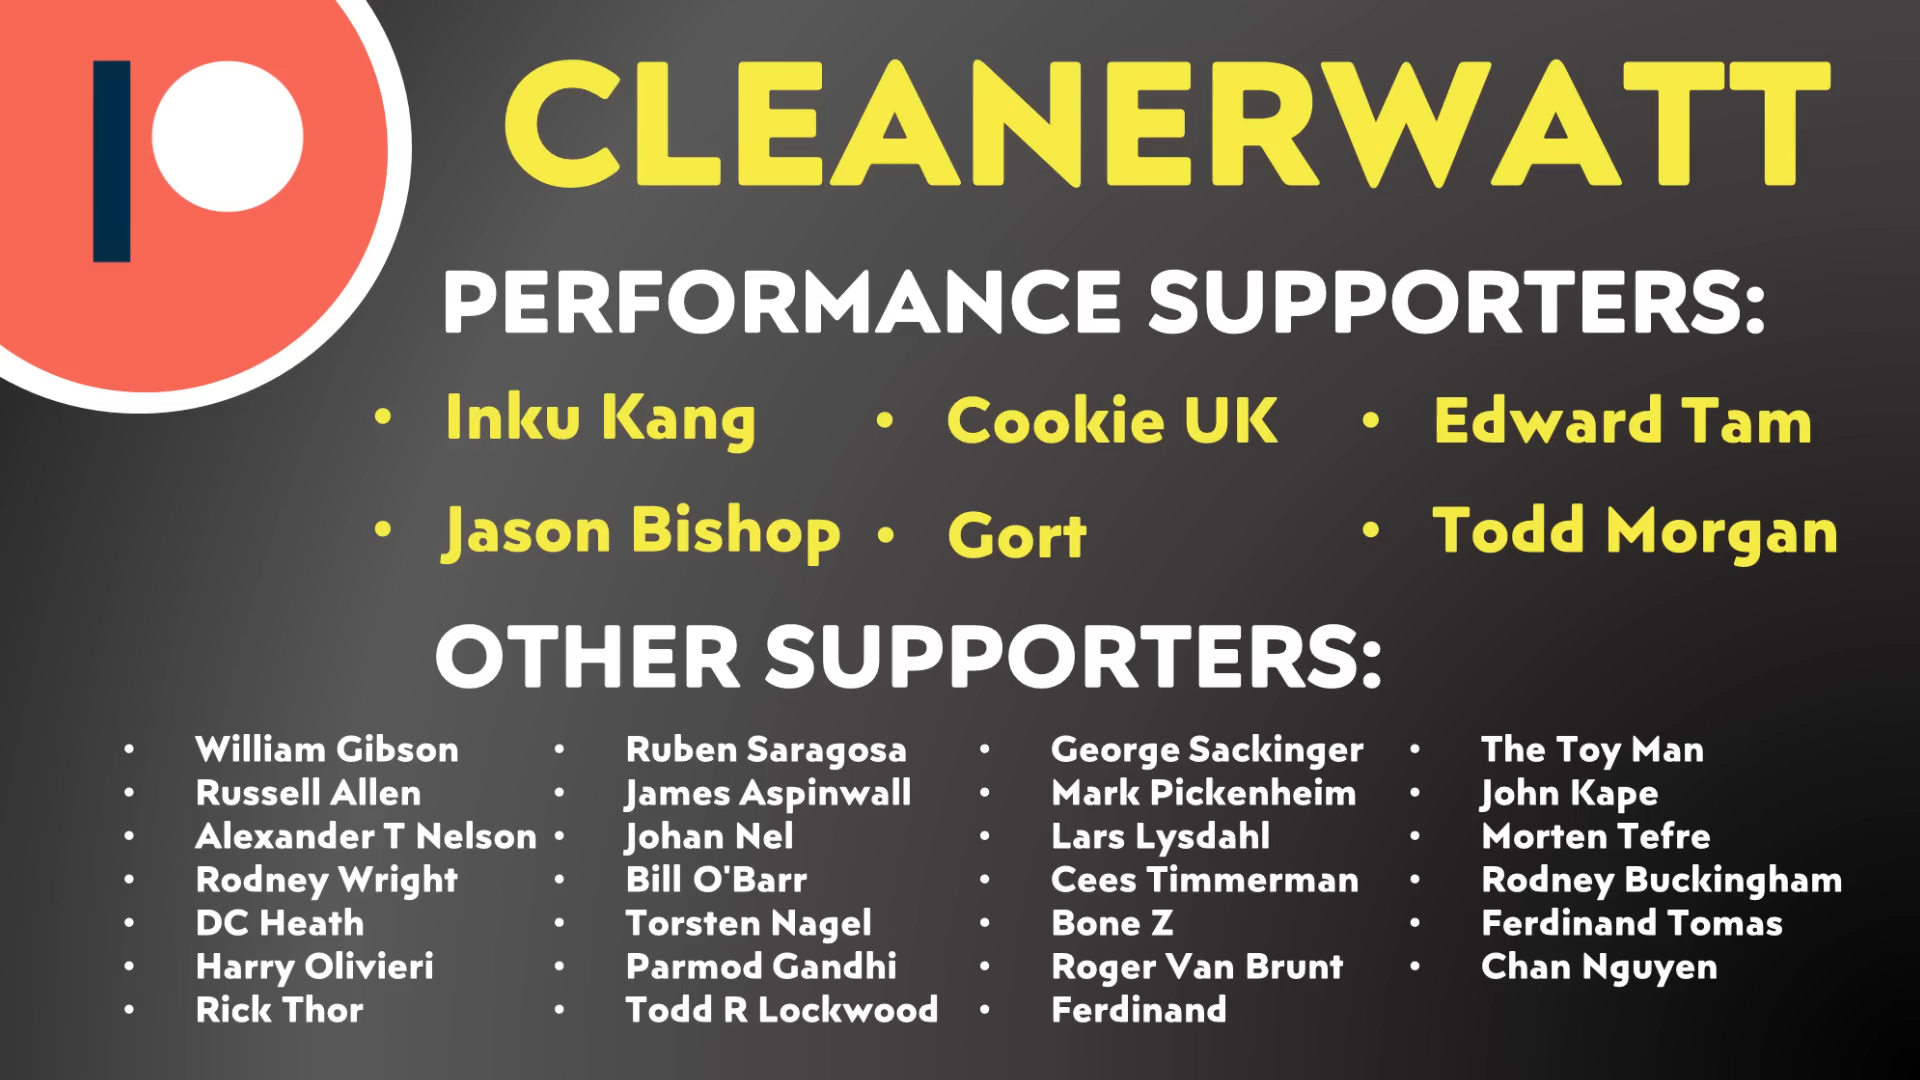 CLEANERWATT
PERFORMANCE SUPPORTERS:
• Inku Kang
• Cookie UK
• Edward Tam
• Jason Bishop
• Gort
• Todd Morgan
OTHER SUPPORTERS:
• William Gibson
• Russell Allen
• Alexander T Nelson
• Rodney Wright
• DC Heath
• Harry Olivieri
• Rick Thor
• Ruben Saragosa
• James Aspinwall
• Johan Nel
• Bill O'Barr
• Torsten Nagel
• Parmod Gandhi
• Todd R Lockwood
• George Sackinger
• Mark Pickenheim
• Lars Lysdahl
• Cees Timmerman
• Bone Z
• Roger Van Brunt
• Ferdinand
• The Toy Man
• John Kape
• Morten Tefre
• Rodney Buckingham
• Ferdinand Tomas
• Chan Nguyen